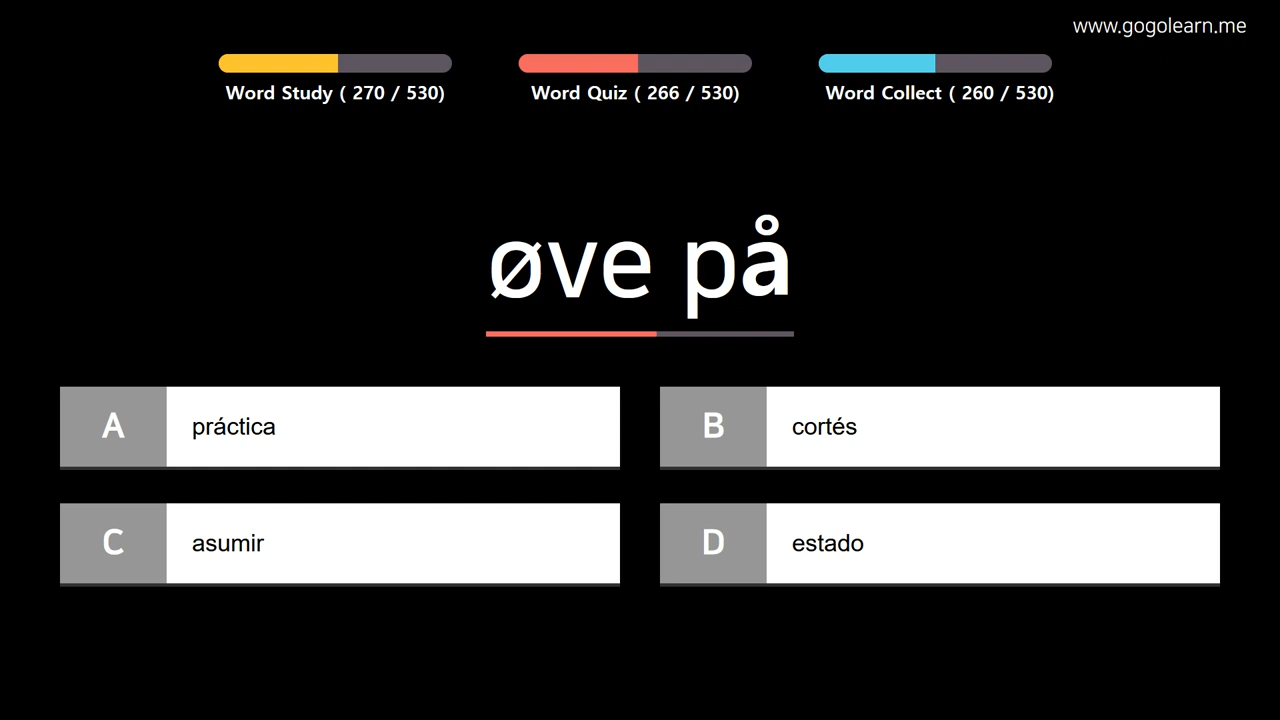 www.gogolearn.me
Word Study ( 270 / 530)
Word Quiz ( 266 / 530)
Word Collect ( 260 / 530)
øve på
A práctica
B cortés
C asumir
D estado